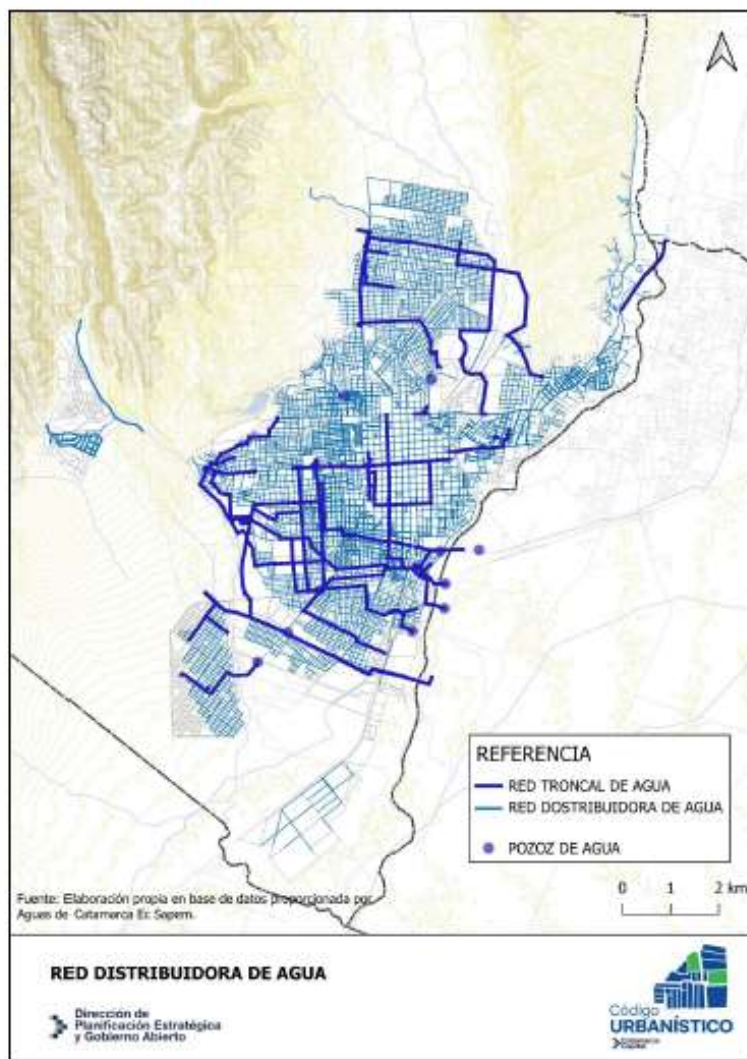 REFERENCIA
RED TRONCAL DE AGUA
RED DOSTRIBUIDORA DE AGUA
POZOZ DE AGUA
0 1 2 km
Fuente: Elaboración propia en base de datos proporcionada por
Aguas de Catamarca Ec Sapem.
RED DISTRIBUIDORA DE AGUA
Dirección de
Planificación Estratégica
y Gobierno Abierto
Código
URBANÍSTICO